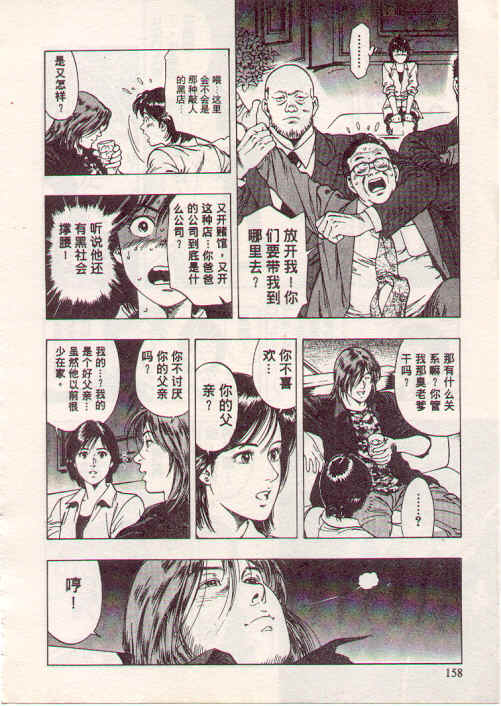 ………
放开我！你
们要带我到
哪里去？
喂…这里
会不会是
那种敲人
的黑店…
是又怎样？
又开赌馆，又开
这种店…你爸爸
的公司到底是什
么公司？
听说他还
有黑社会
撑腰！
那有什么关
系嘛？你管
我那臭老爹
干吗？
………？
你不喜
欢…
你的父
亲？
你不讨厌
你的父亲
吗？
我的…？我的
是个好父亲…
虽然他以前很
少在家。
哼！
158